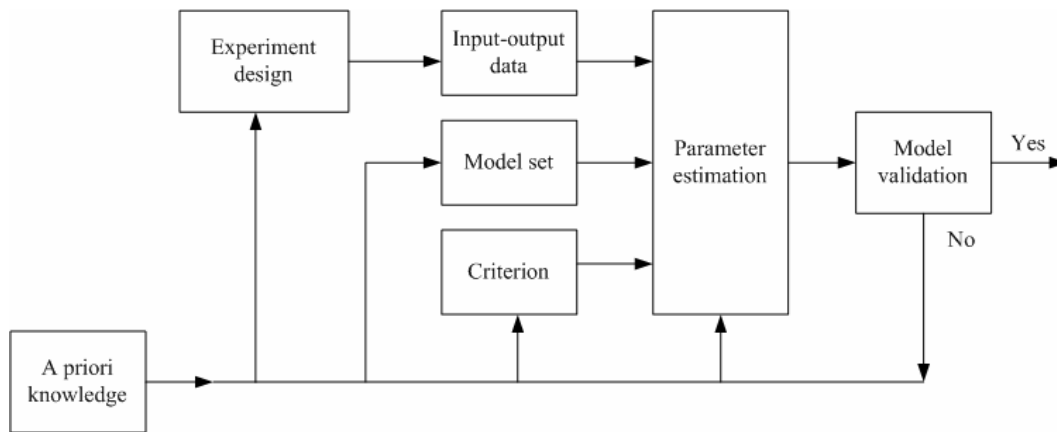 Experiment
design
Input-output
data
Model set
Criterion
Parameter
estimation
Model
validation
Yes
No
A priori
knowledge